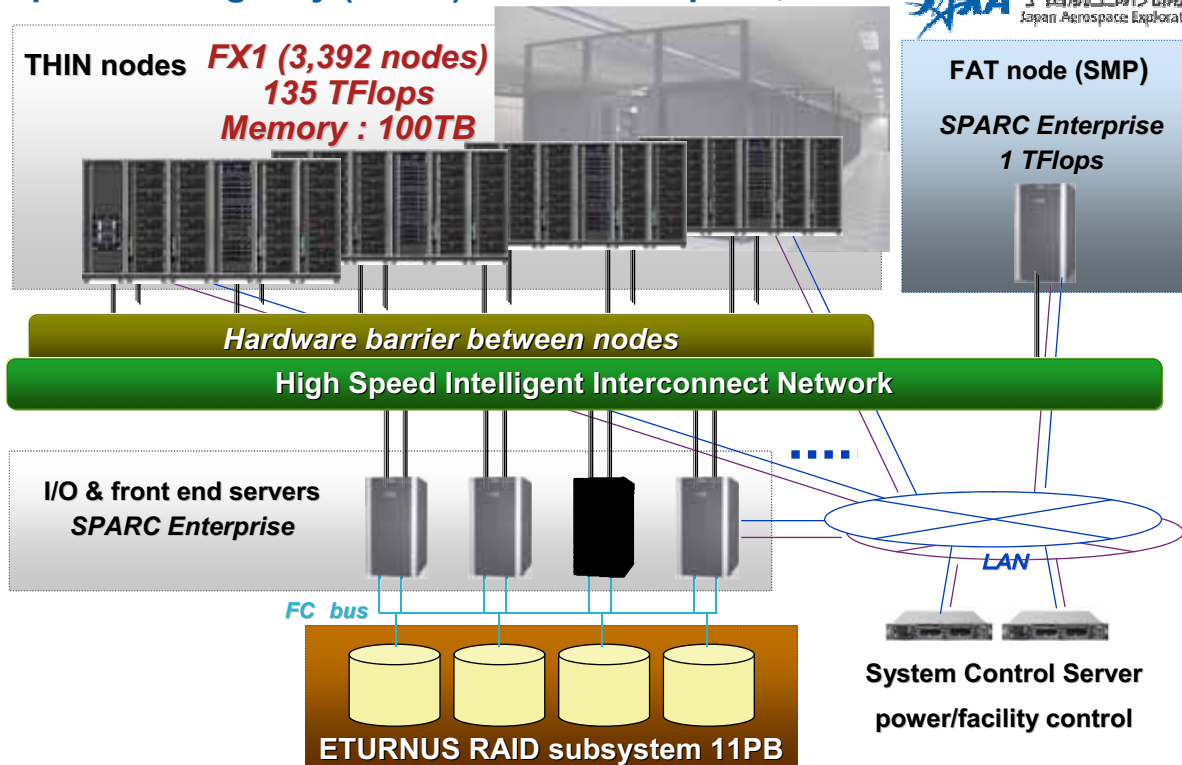 THIN nodes
FX1 (3,392 nodes)
135 TFlops
Memory : 100TB
Japan Aerospace Explorat
FAT node (SMP)
SPARC Enterprise
1 TFlops
Hardware barrier between nodes
High Speed Intelligent Interconnect Network
I/O & front end servers
SPARC Enterprise
LAN
FC bus
System Control Server
power/facility control
ETURNUS RAID subsystem 11PB